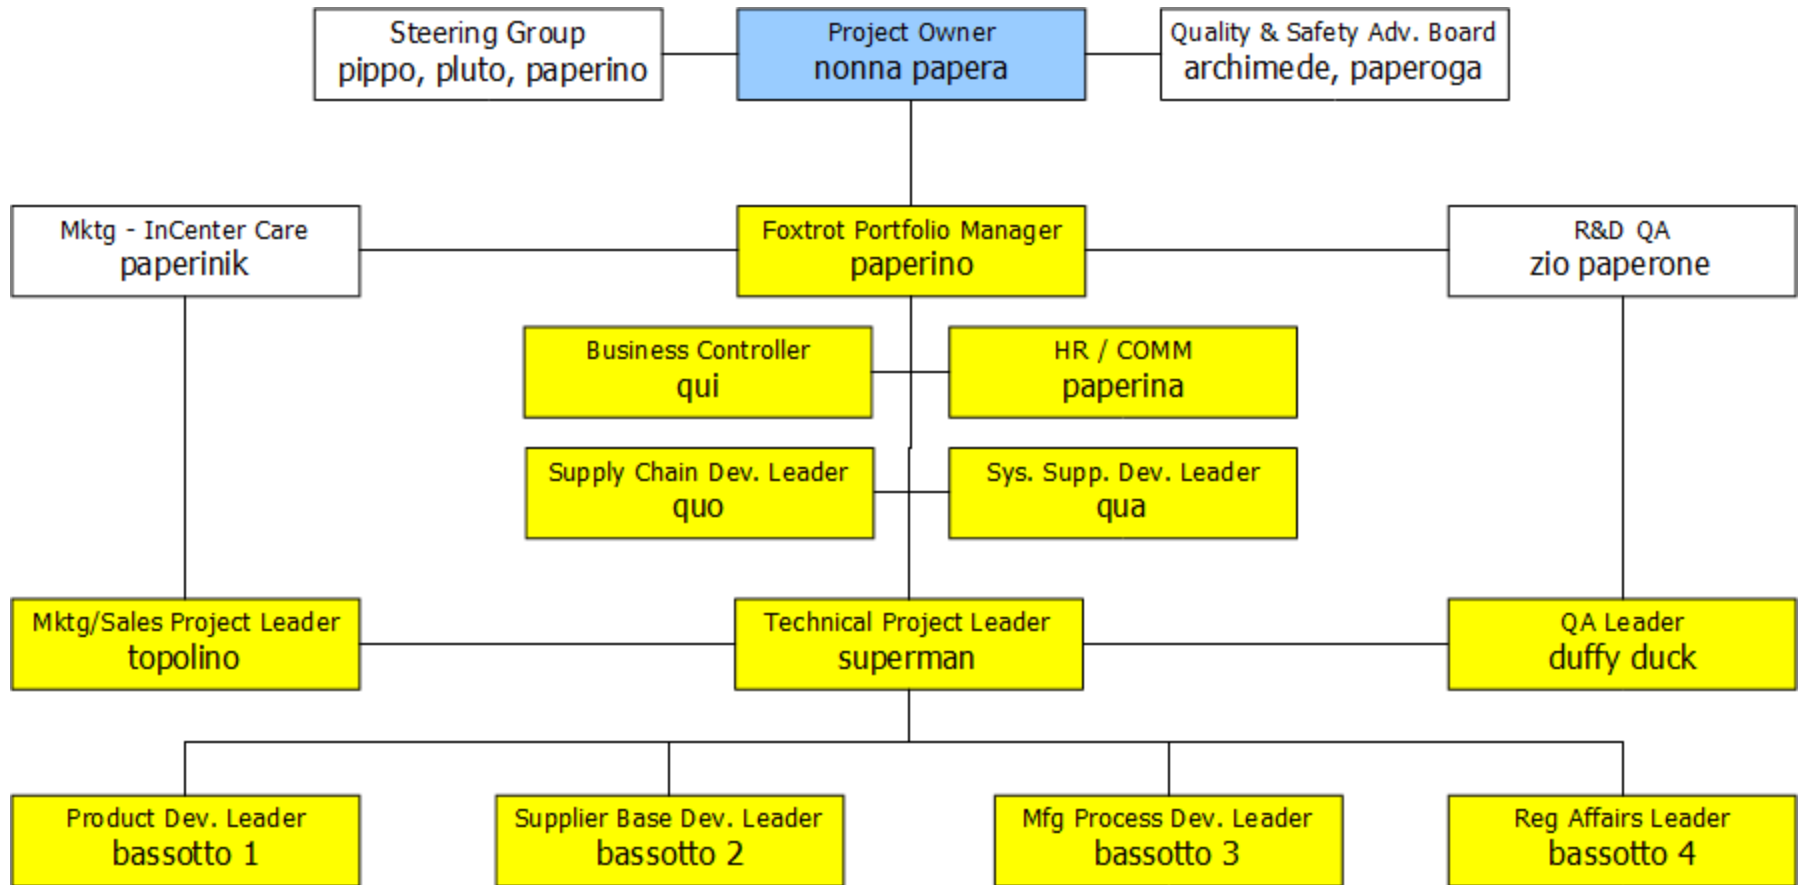 Steering Group
pippo, pluto, paperino
Project Owner
nonna papera
Quality & Safety Adv. Board
archimede, paperoga
Mktg - InCenter Care
paperinik
Foxtrot Portfolio Manager
paperino
R&D QA
zio paperone
Business Controller
qui
HR / COMM
paperina
Supply Chain Dev. Leader
quo
Sys. Supp. Dev. Leader
qua
Mktg/Sales Project Leader
topolino
Technical Project Leader
superman
QA Leader
duffy duck
Product Dev. Leader
bassotto 1
Supplier Base Dev. Leader
bassotto 2
Mfg Process Dev. Leader
bassotto 3
Reg Affairs Leader
bassotto 4